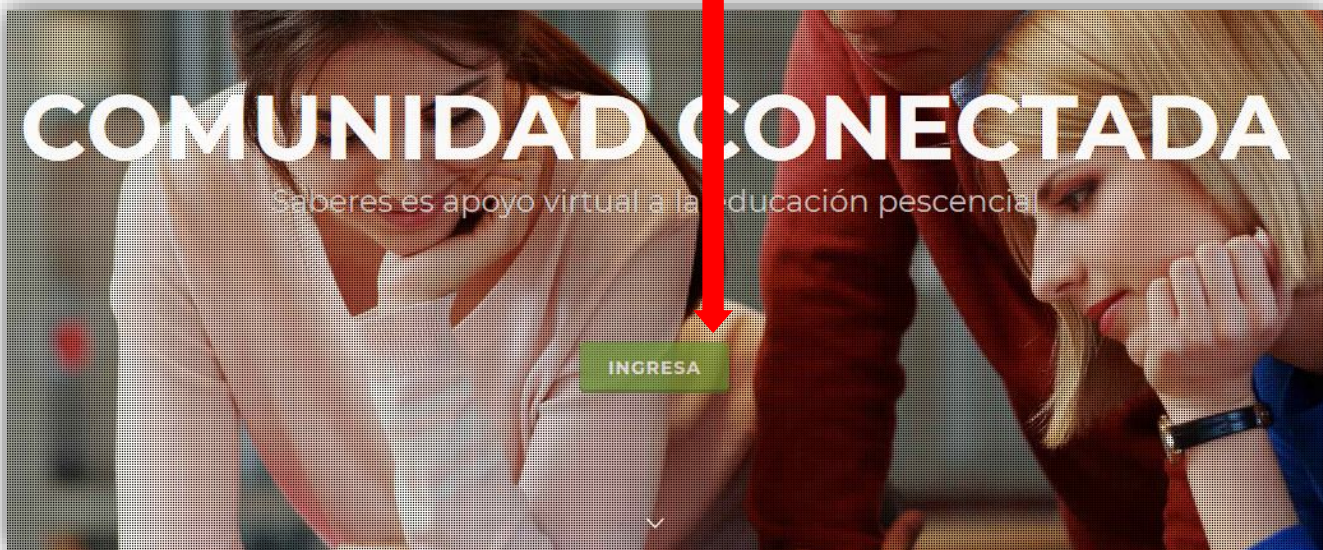 COMUNIDAD CONECTADA
Saberes es apoyo virtual a la educación pescencial
INGRESA